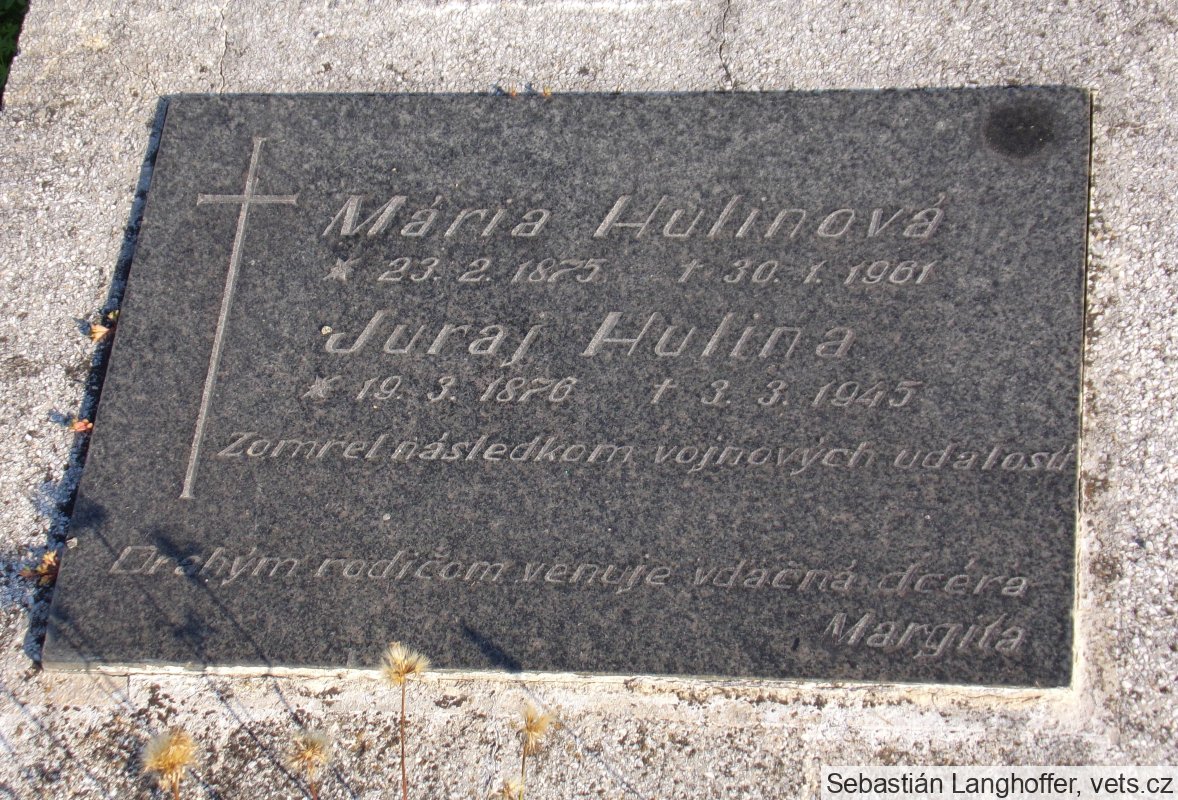 Mária Hulinová
* 23. 2. 1875 † 30. 1. 1961
Juraj Hulina
* 19. 3. 1876 † 3. 3. 1945
Zomrel následkom vojnových udalostí
Drahým rodičom venuje vdačná dcéra
Margita
Sebastián Langhoffer, vets.cz